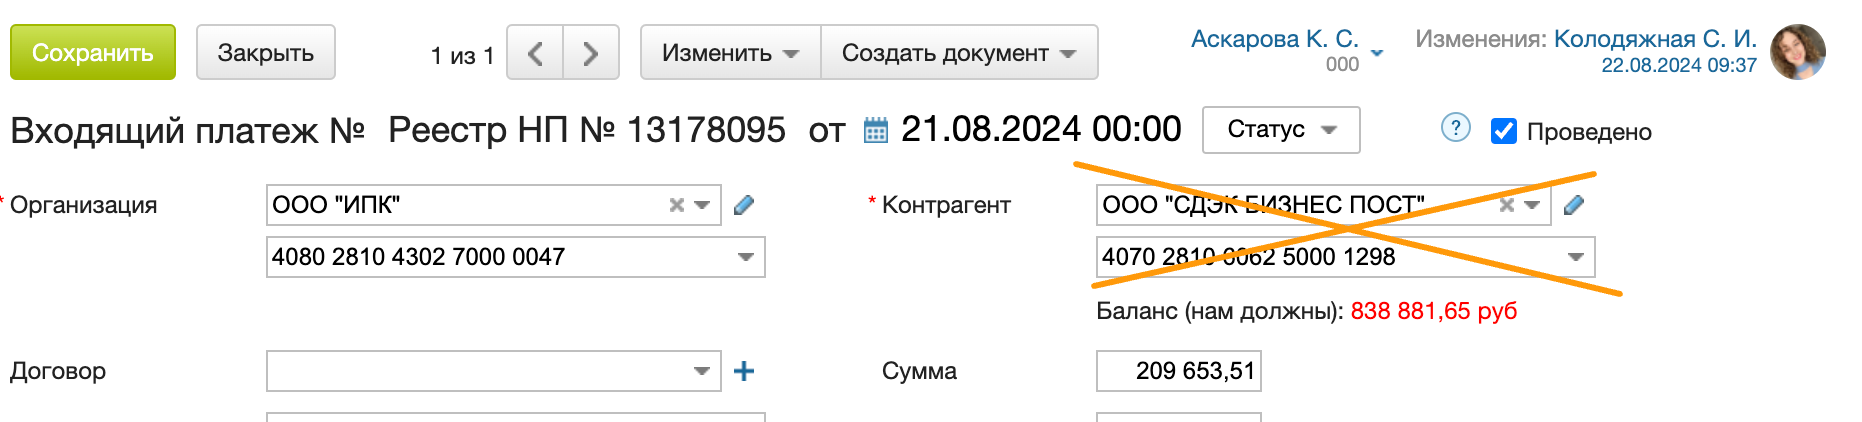 Сохранить Закрыть 1 из 1 Изменить Создать документ Аскарова К. С. Изменения: Колодяжная С. И.
000 22.08.2024 09:37
Входящий платеж № Реестр НП № 13178095 от 21.08.2024 00:00 Статус ? Проведено
* Организация ООО "ИПК" * Контрагент ООО "СДЭК БИЗНЕС ПОСТ"
4080 2810 4302 7000 0047 4070 2810 6062 5000 1298
Баланс (нам должны): 838 881,65 руб
Договор Сумма 209 653,51